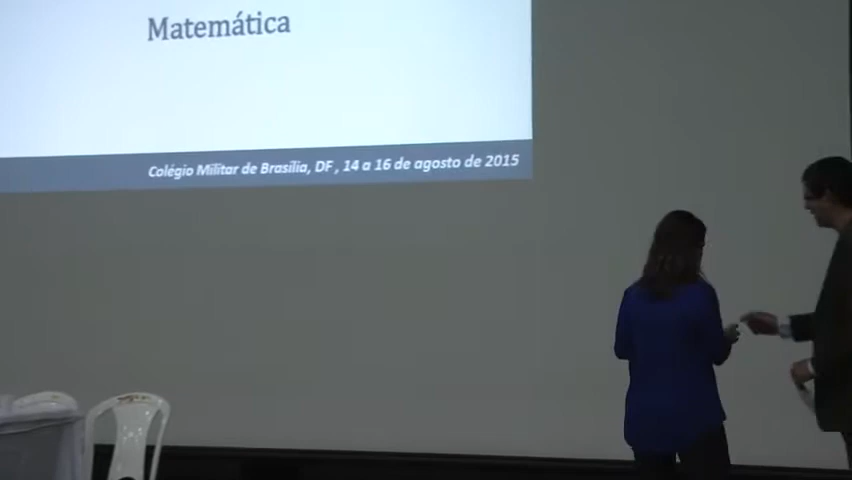 Matemática
Colégio Militar de Brasília, DF , 14 a 16 de agosto de 2015